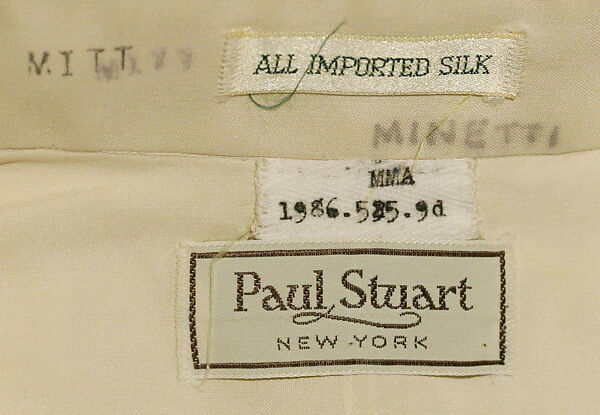 MITT
ALL IMPORTED SILK
MINETTI
MMA
1986.525.9d
Paul Stuart
NEW YORK